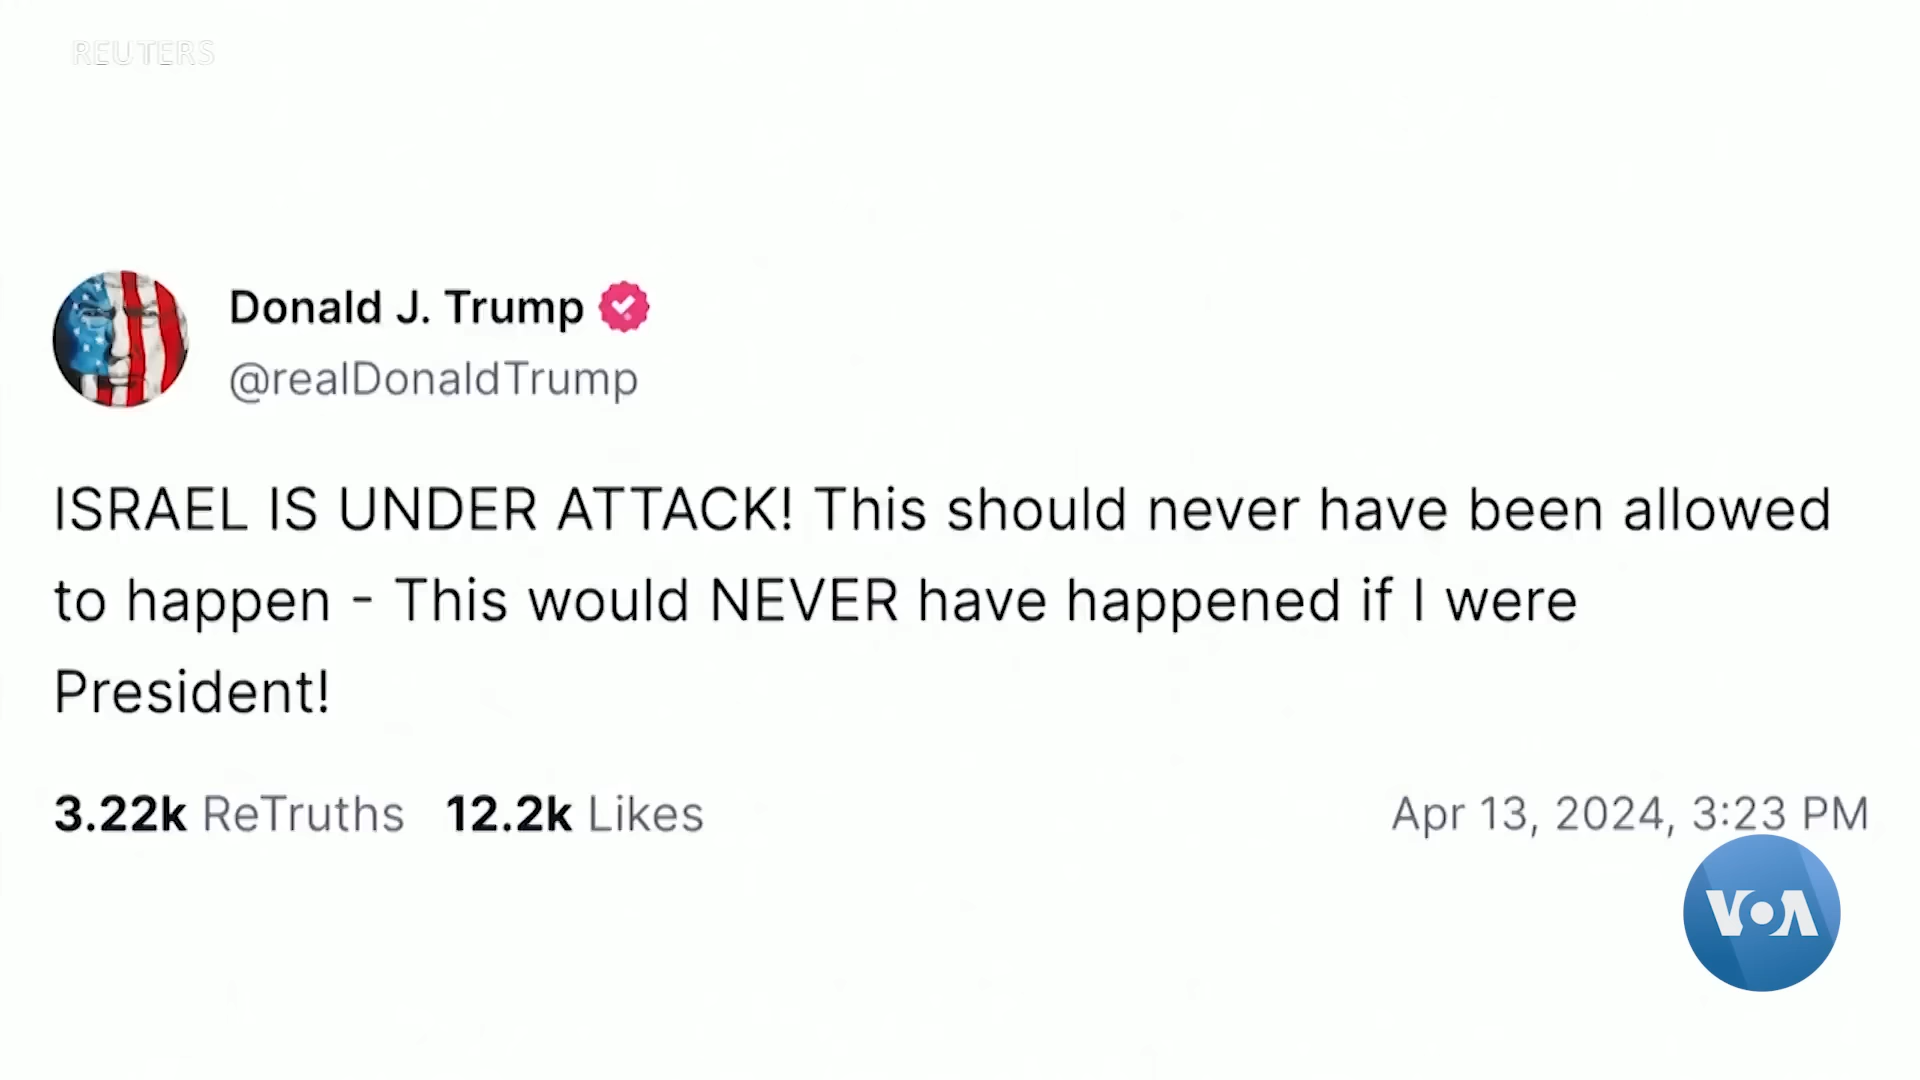 REUTERS
Donald J. Trump
@realDonaldTrump
ISRAEL IS UNDER ATTACK! This should never have been allowed
to happen - This would NEVER have happened if I were
President!
3.22k ReTruths 12.2k Likes
Apr 13, 2024, 3:23 PM
VOA